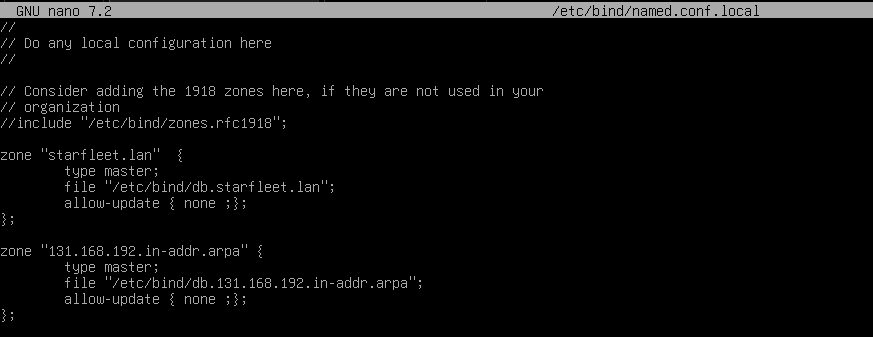 GNU nano 7.2 /etc/bind/named.conf.local
//
// Do any local configuration here
//
// Consider adding the 1918 zones here, if they are not used in your
// organization
//include "/etc/bind/zones.rfc1918";
zone "starfleet.lan"  {
type master;
file "/etc/bind/db.starfleet.lan";
allow-update { none ;};
};
zone "131.168.192.in-addr.arpa" {
type master;
file "/etc/bind/db.131.168.192.in-addr.arpa";
allow-update { none ;};
};